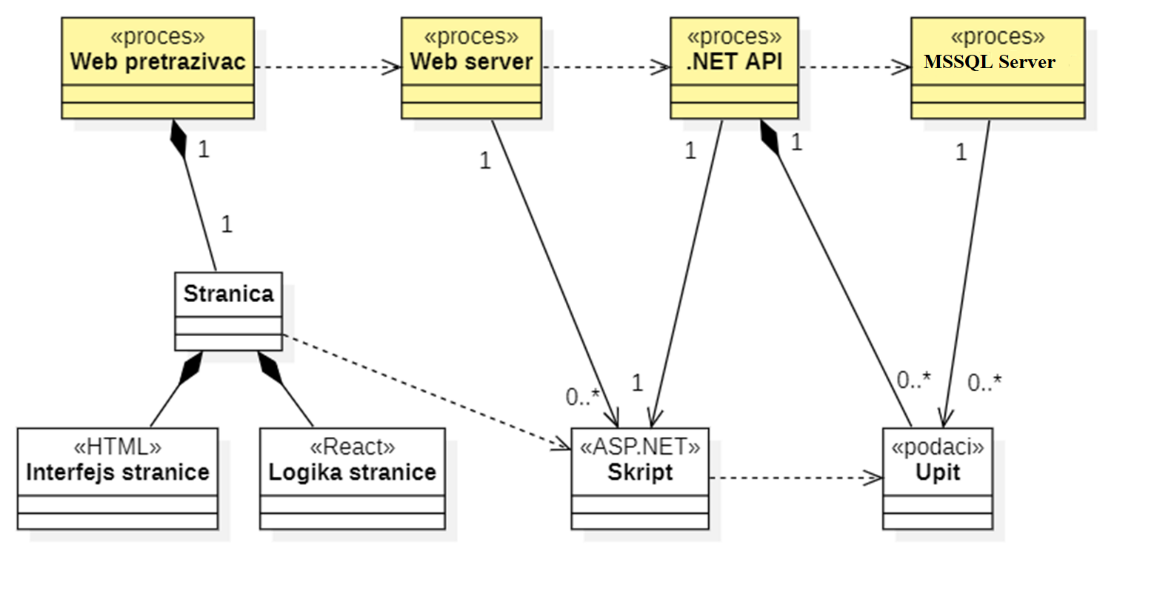 «proces»
Web pretrazivac
«proces»
Web server
«proces»
.NET API
«proces»
MSSQL Server
1
1
1
1
1
1
Stranica
0..*
1
0..*
0..*
«HTML»
Interfejs stranice
«React»
Logika stranice
«ASP.NET»
Skript
«podaci»
Upit